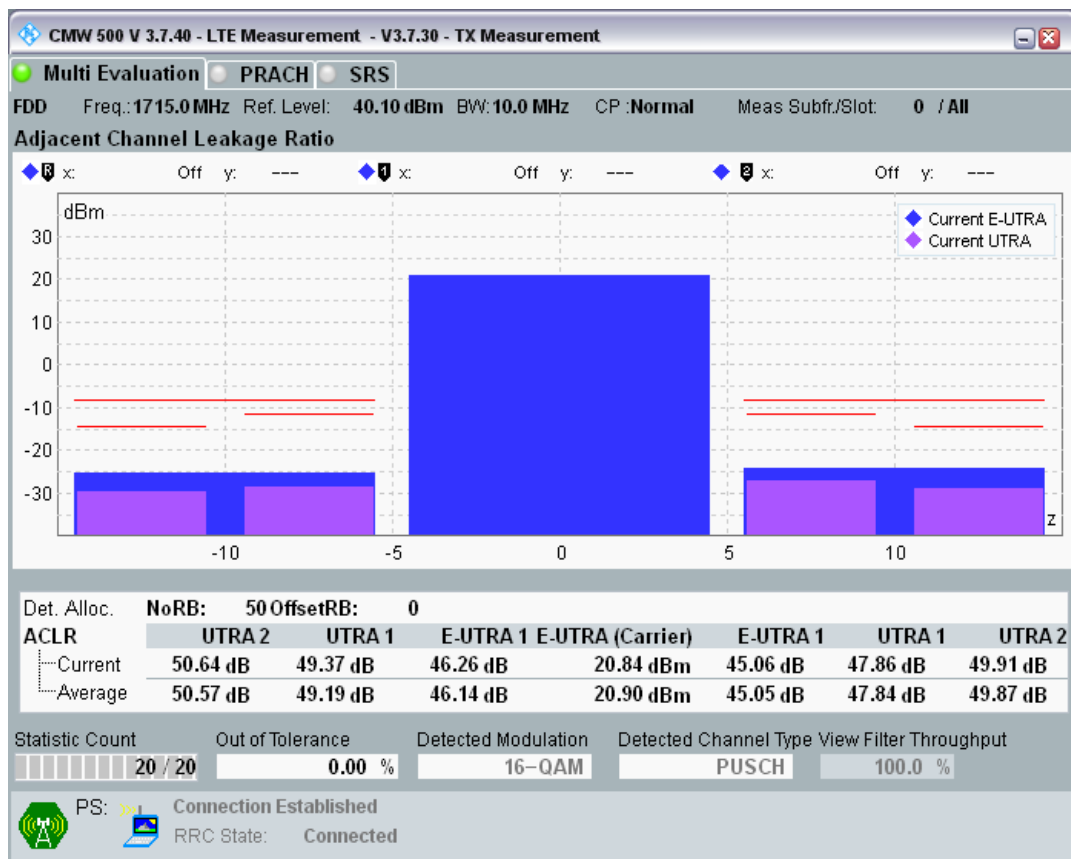 CMW 500 V 3.7.40 - LTE Measurement - V3.7.30 - TX Measurement
Multi Evaluation PRACH SRS
FDD Freq.:1715.0 MHz Ref. Level: 40.10 dBm BW: 10.0 MHz CP :Normal Meas Subfr./Slot: 0 / All
Adjacent Channel Leakage Ratio
R x: Off y: --- 1 x: Off y: --- 2 x: Off y: ---
dBm
Current E-UTRA
Current UTRA
30
20
10
0
-10
-20
-30
z
-10 -5 0 5 10
Det. Alloc. NoRB: 50 OffsetRB: 0
ACLR UTRA 2 UTRA 1 E-UTRA 1 E-UTRA (Carrier) E-UTRA 1 UTRA 1 UTRA 2
Current 50.64 dB 49.37 dB 46.26 dB 20.84 dBm 45.06 dB 47.86 dB 49.91 dB
Average 50.57 dB 49.19 dB 46.14 dB 20.90 dBm 45.05 dB 47.84 dB 49.87 dB
Statistic Count Out of Tolerance Detected Modulation Detected Channel Type View Filter Throughput
20 / 20 0.00 % 16-QAM PUSCH 100.0 %
PS: Connection Established
RRC State: Connected